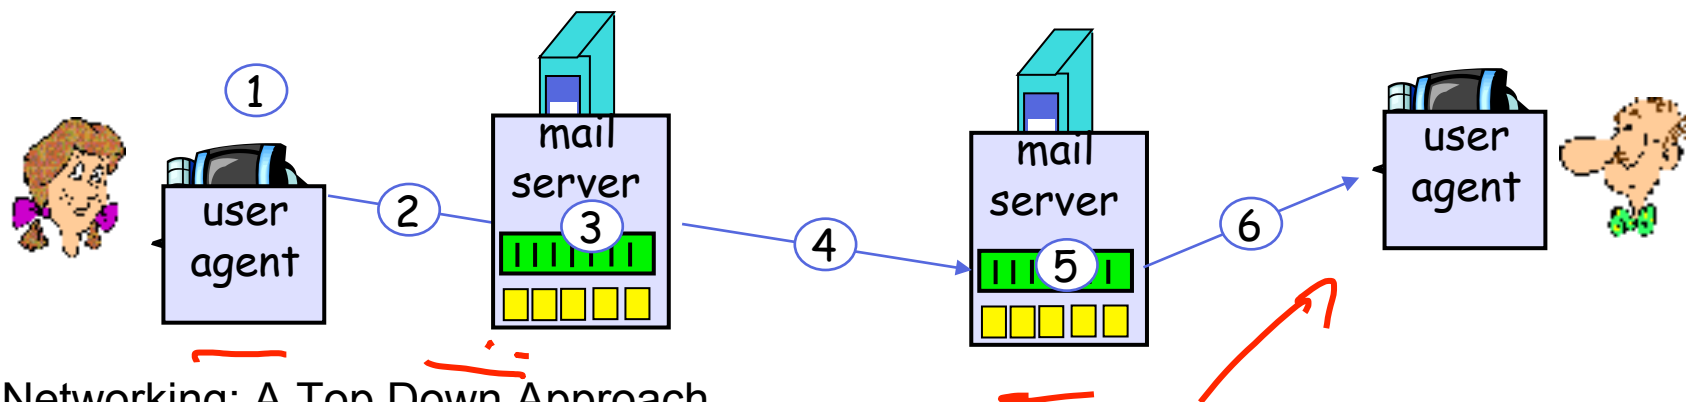 1
user
agent
2
mail
server
3
4
mail
server
5
6
user
agent
Networking: A Top Down Approach